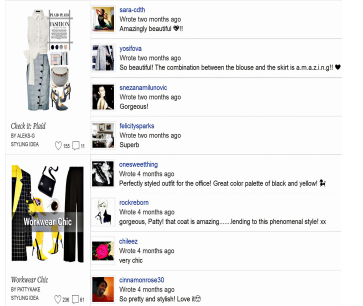 PLAID PLAID
FASHION
Check it: Plaid
BY ALEKS-G
STYLING IDEA
155
11
Workwear Chic
Workwear Chic
BY PATTYKAKE
STYLING IDEA
236
61
sara-cdth
Wrote two months ago
Amazingly beautiful 💖!!
yosifova
Wrote two months ago
So beautiful! The combination between the blouse and the skirt is a.m.a.z.i.n.g!! ♥
snezanamilunovic
Wrote two months ago
Gorgeous!
felicitysparks
Wrote two months ago
Superb
onesweetthing
Wrote 4 months ago
Perfectly styled outfit for the office! Great color palette of black and yellow! 💃
rockreborn
Wrote 4 months ago
gorgeous, Patty! that coat is amazing.......lending to this phenomenal style! xx
chileez
Wrote 4 months ago
very chic
cinnamonrose30
Wrote 4 months ago
So pretty and stylish! Love it😍